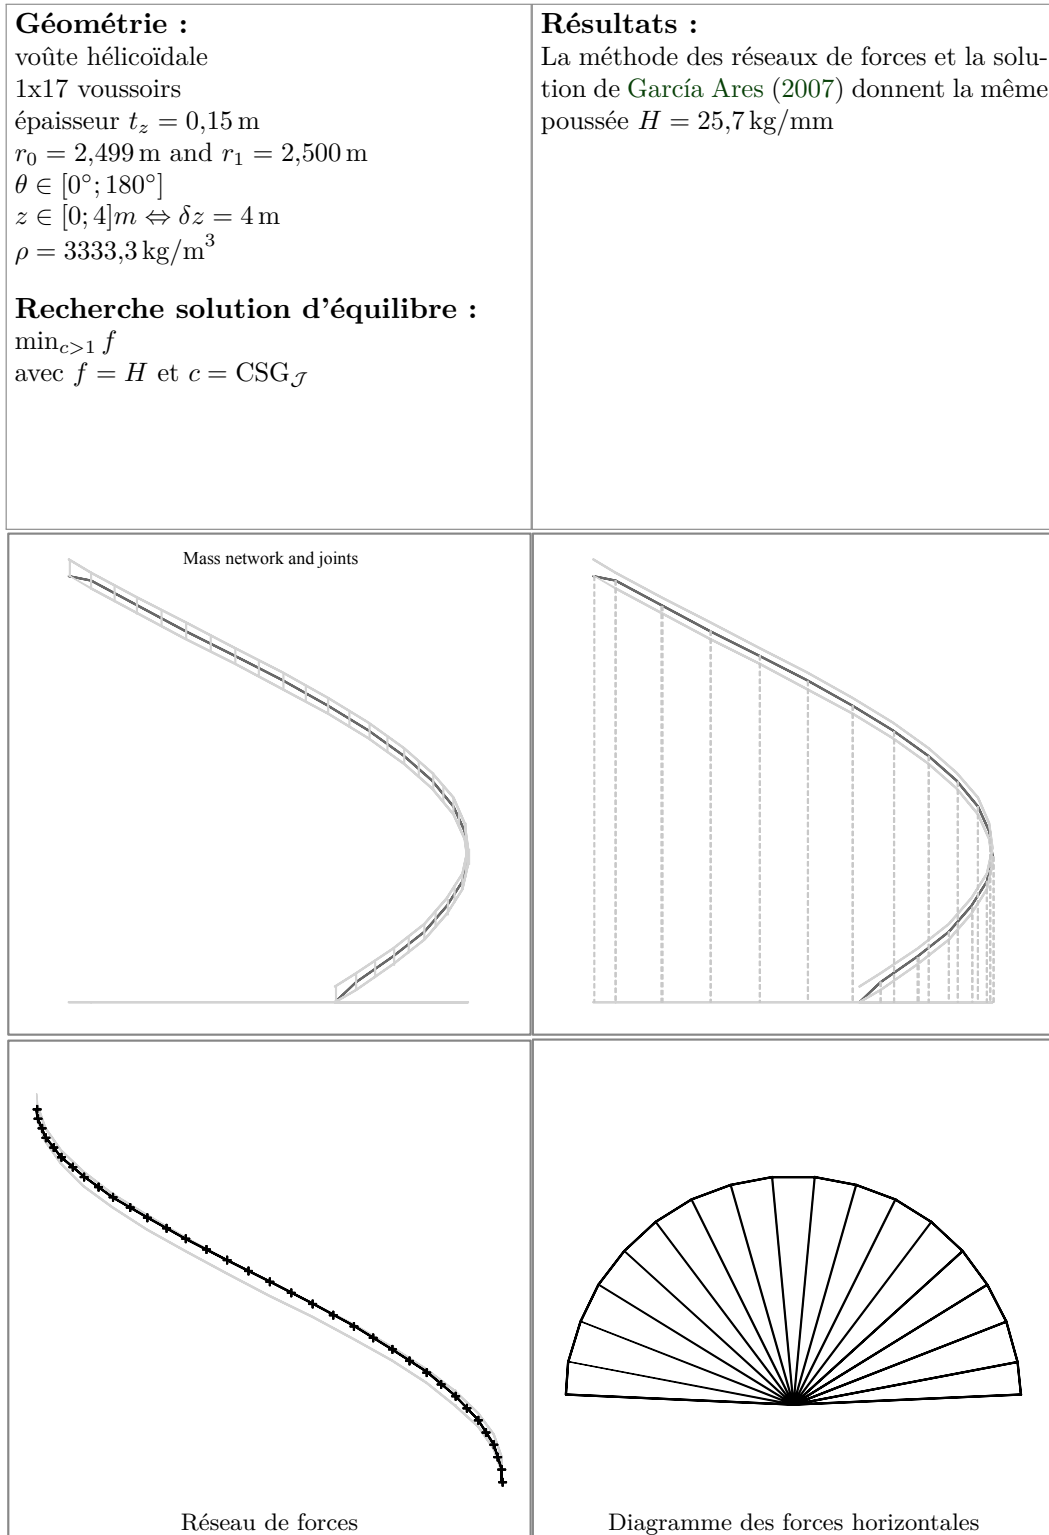 Géométrie :
voûte hélicoïdale
1x17 voussoirs
épaisseur t_z = 0,15 m
r_0 = 2,499 m and r_1 = 2,500 m
θ ∈ [0°; 180°]
z ∈ [0; 4]m ⇔ δz = 4 m
ρ = 3333,3 kg/m³
Recherche solution d'équilibre :
min_{c>1} f
avec f = H et c = CSG_𝒥
Résultats :
La méthode des réseaux de forces et la solu-
tion de García Ares (2007) donnent la même
poussée H = 25,7 kg/mm
Mass network and joints
Réseau de forces
Diagramme des forces horizontales